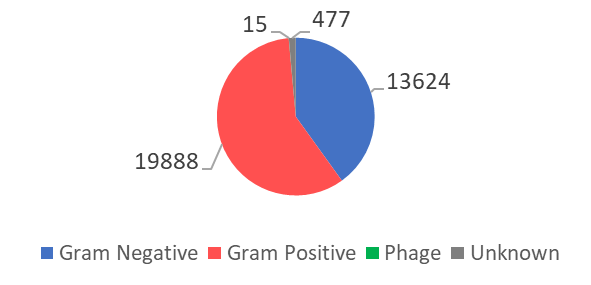 15
477
13624
19888
Gram Negative
Gram Positive
Phage
Unknown